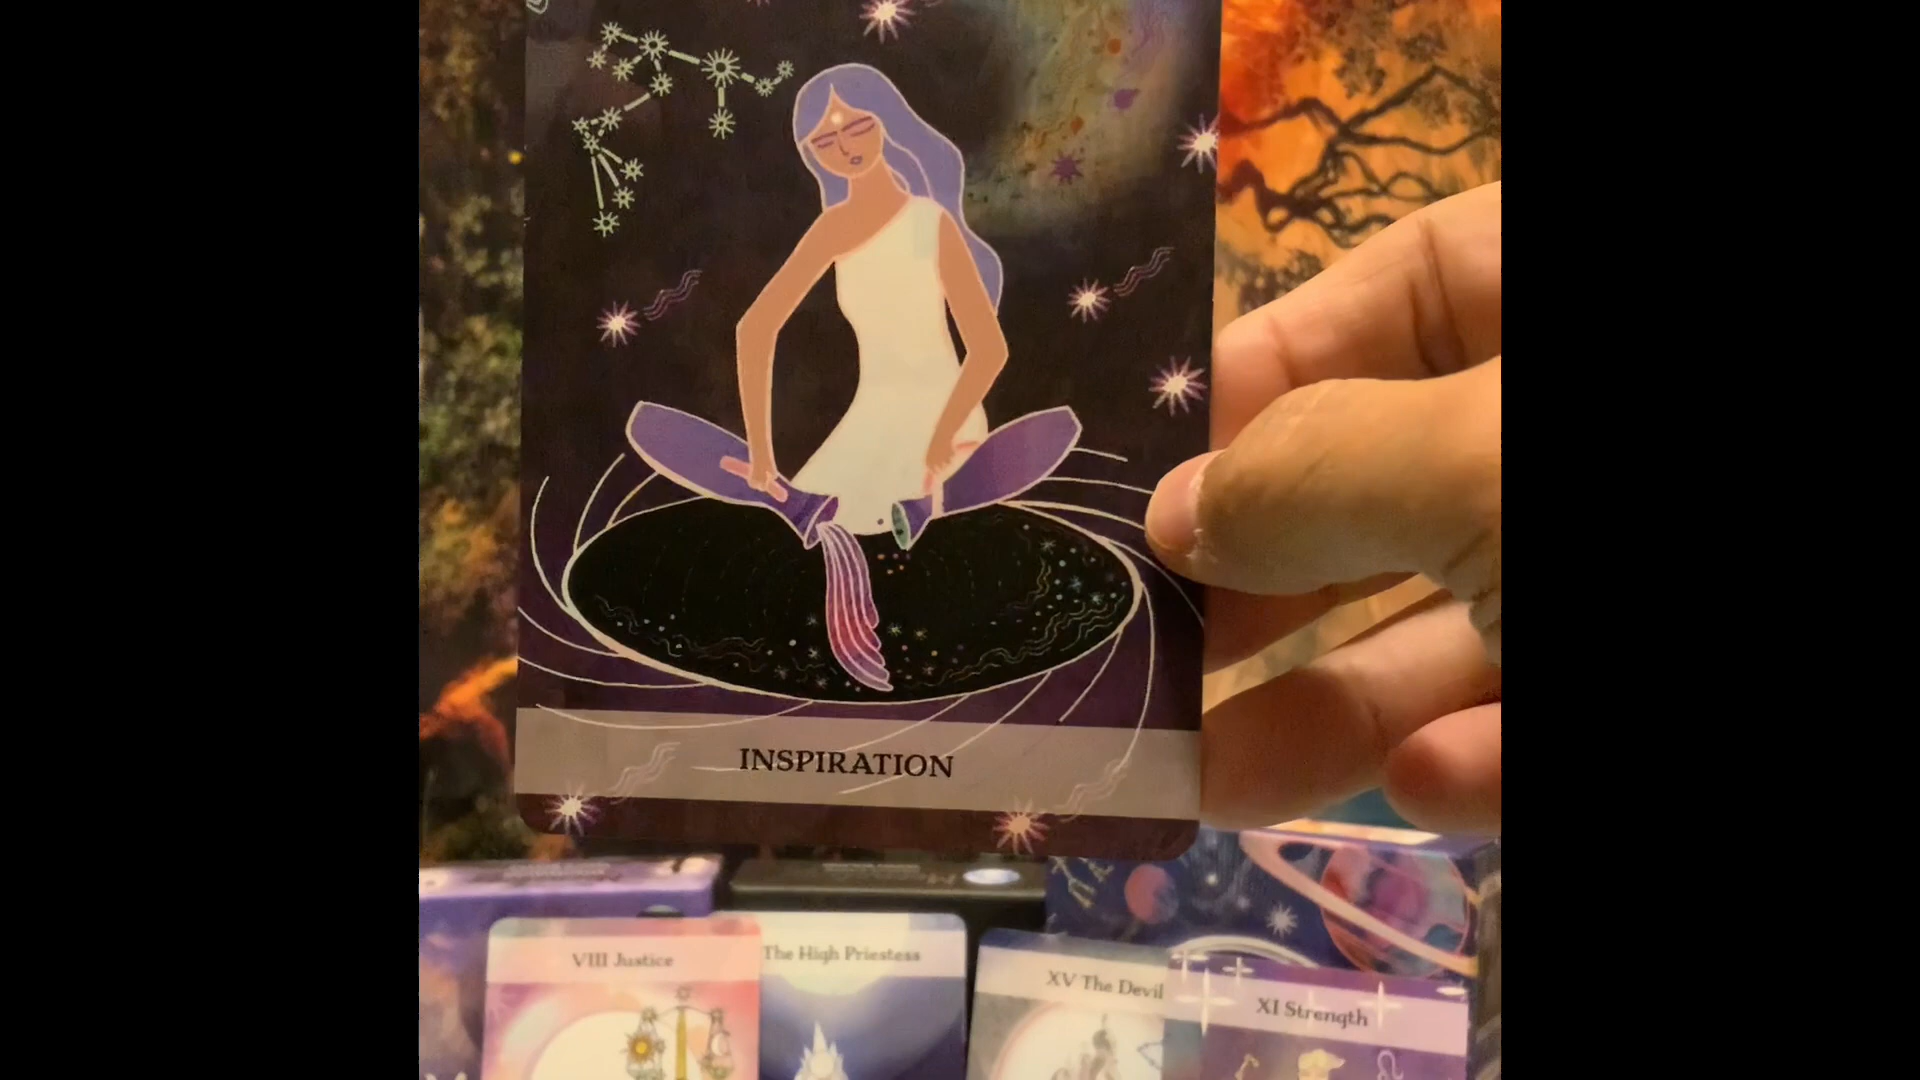 INSPIRATION
VIII Justice
The High Priestess
XV The Devil
XI Strength